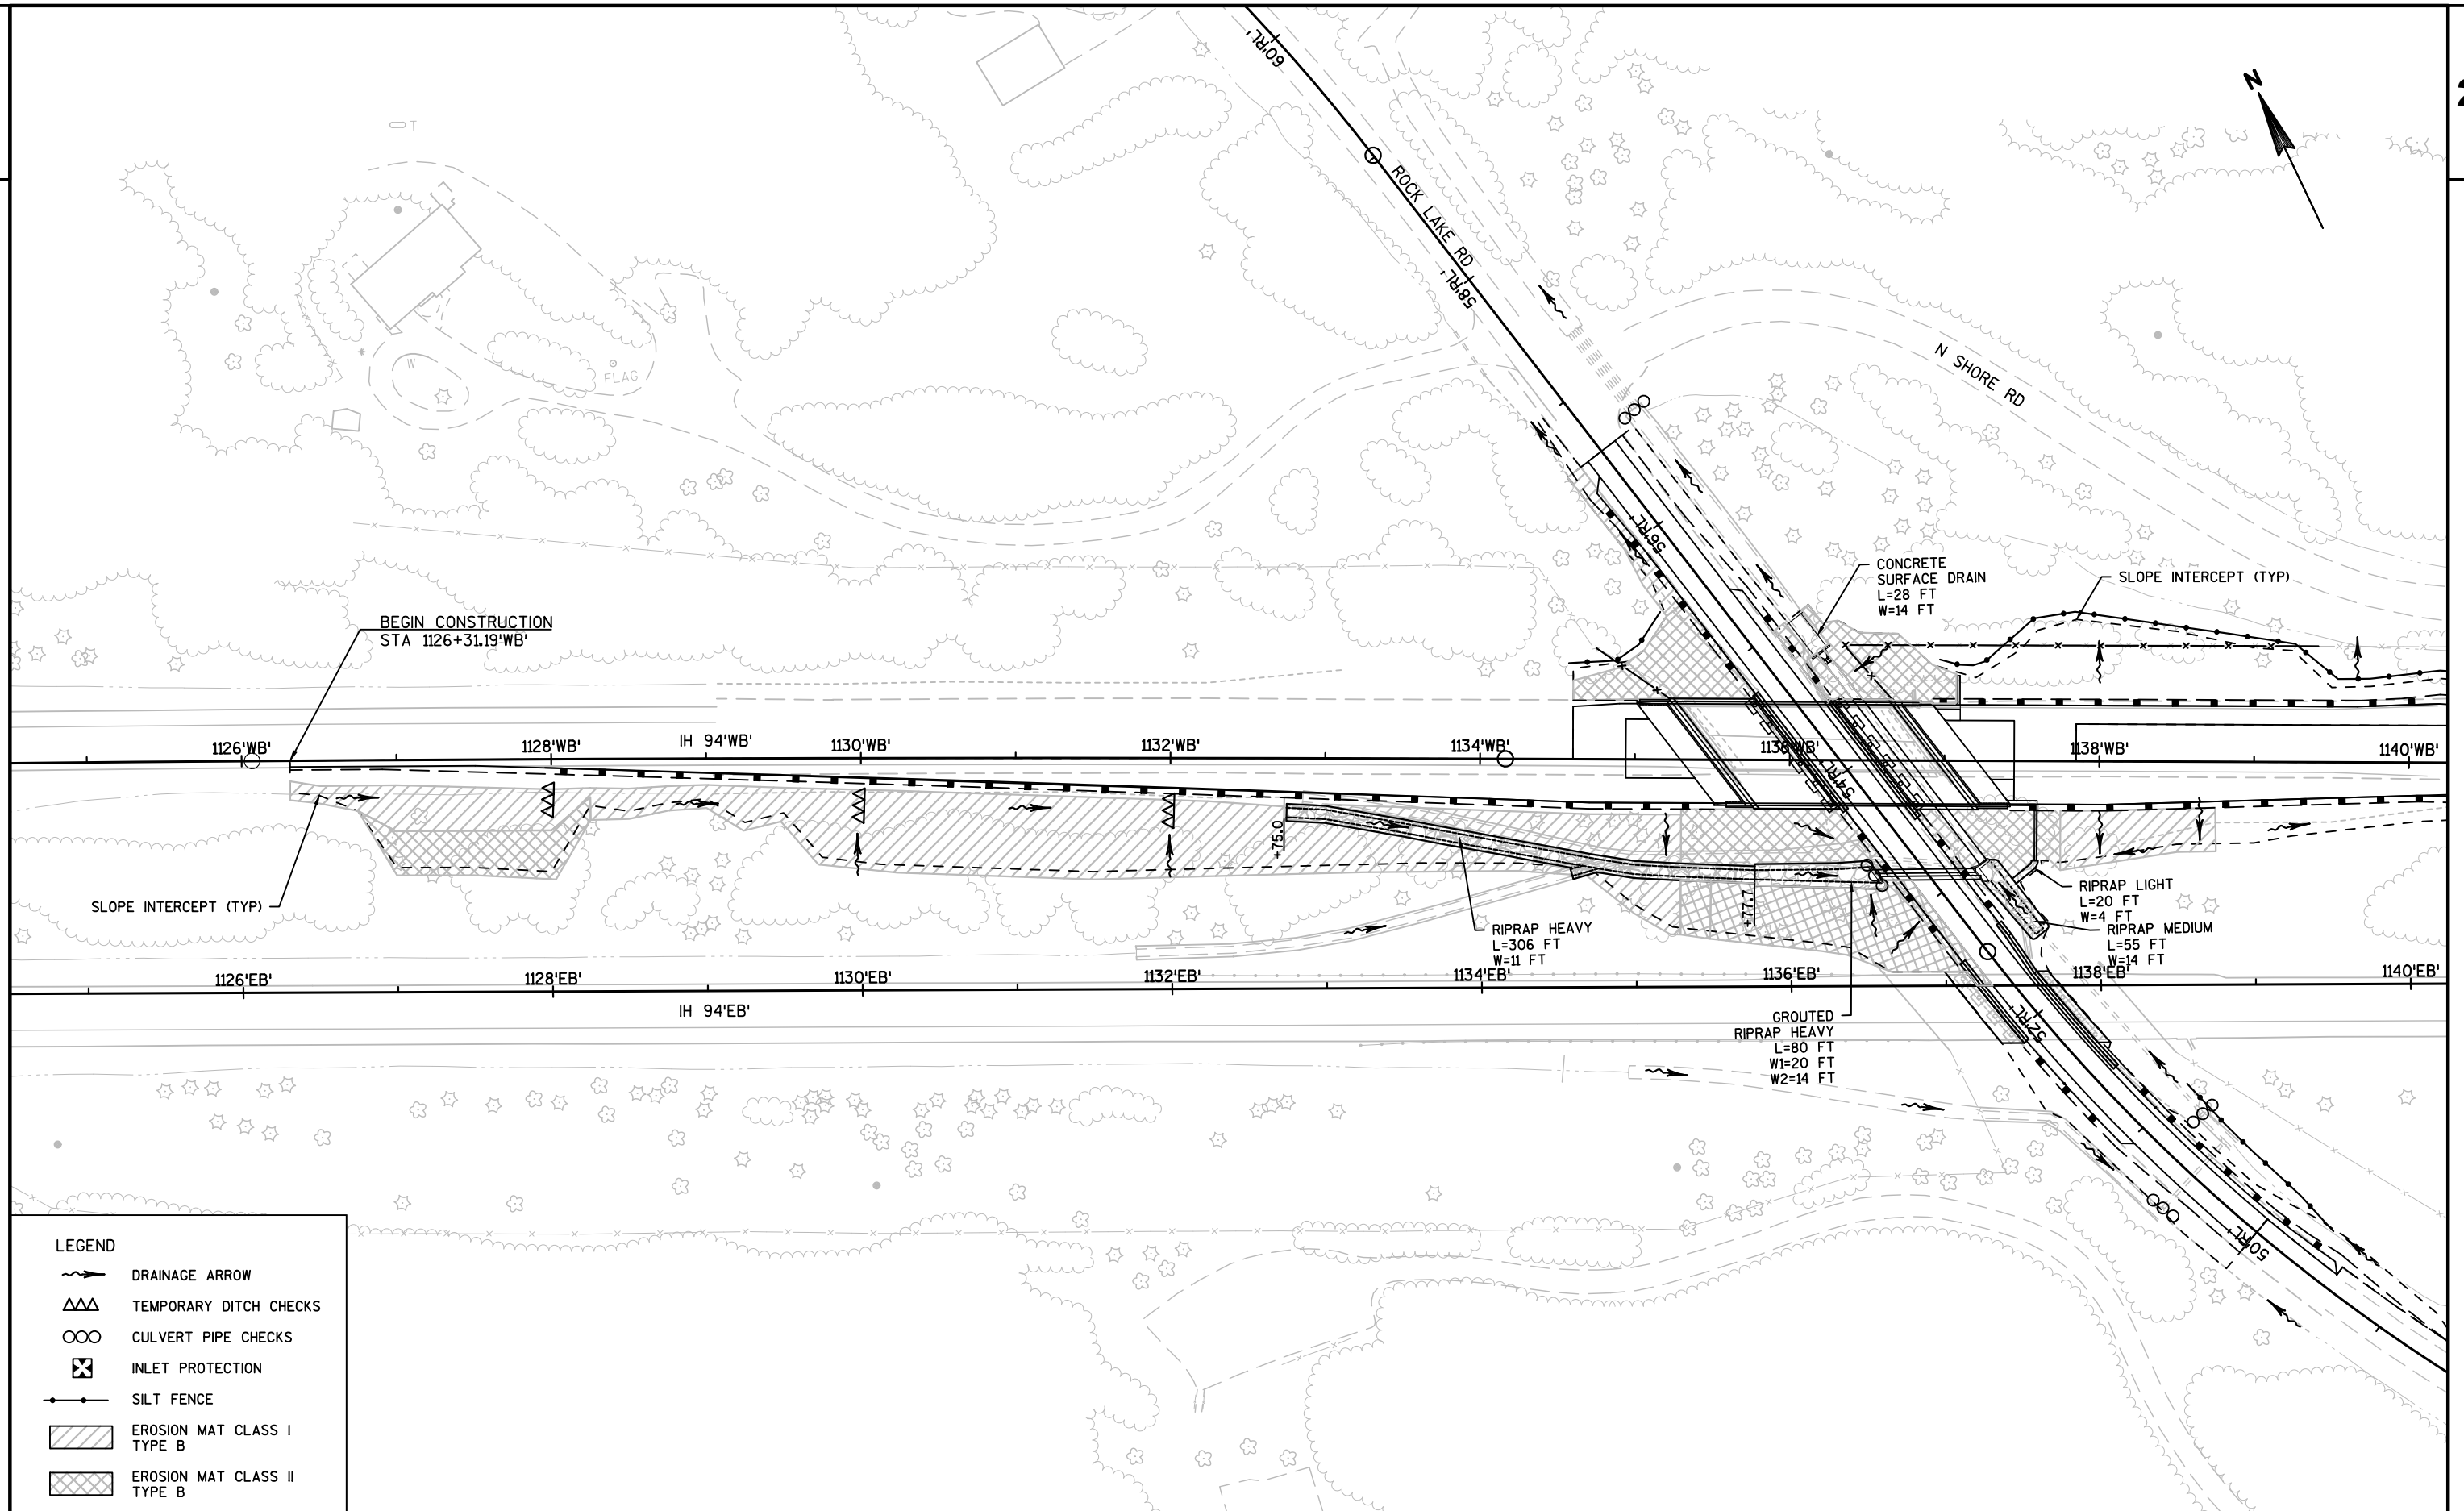 60'RL'
N
2
T
ROCK LAKE RD
58'RL'
W
FLAG
N SHORE RD
56'RL'
CONCRETE
SURFACE DRAIN
L=28 FT
W=14 FT
SLOPE INTERCEPT (TYP)
BEGIN CONSTRUCTION
STA 1126+31.19'WB'
1126'WB'
1128'WB'
IH 94'WB'
1130'WB'
1132'WB'
1134'WB'
1136'WB'
1138'WB'
1140'WB'
54'RL'
+75.0
SLOPE INTERCEPT (TYP)
+77.7
RIPRAP HEAVY
L=306 FT
W=11 FT
RIPRAP LIGHT
L=20 FT
W=4 FT
RIPRAP MEDIUM
L=55 FT
W=14 FT
1126'EB'
1128'EB'
IH 94'EB'
1130'EB'
1132'EB'
1134'EB'
1136'EB'
1138'EB'
1140'EB'
52'RL'
GROUTED
RIPRAP HEAVY
L=80 FT
W1=20 FT
W2=14 FT
50'RL'
LEGEND
DRAINAGE ARROW
TEMPORARY DITCH CHECKS
CULVERT PIPE CHECKS
INLET PROTECTION
SILT FENCE
EROSION MAT CLASS I
TYPE B
EROSION MAT CLASS II
TYPE B